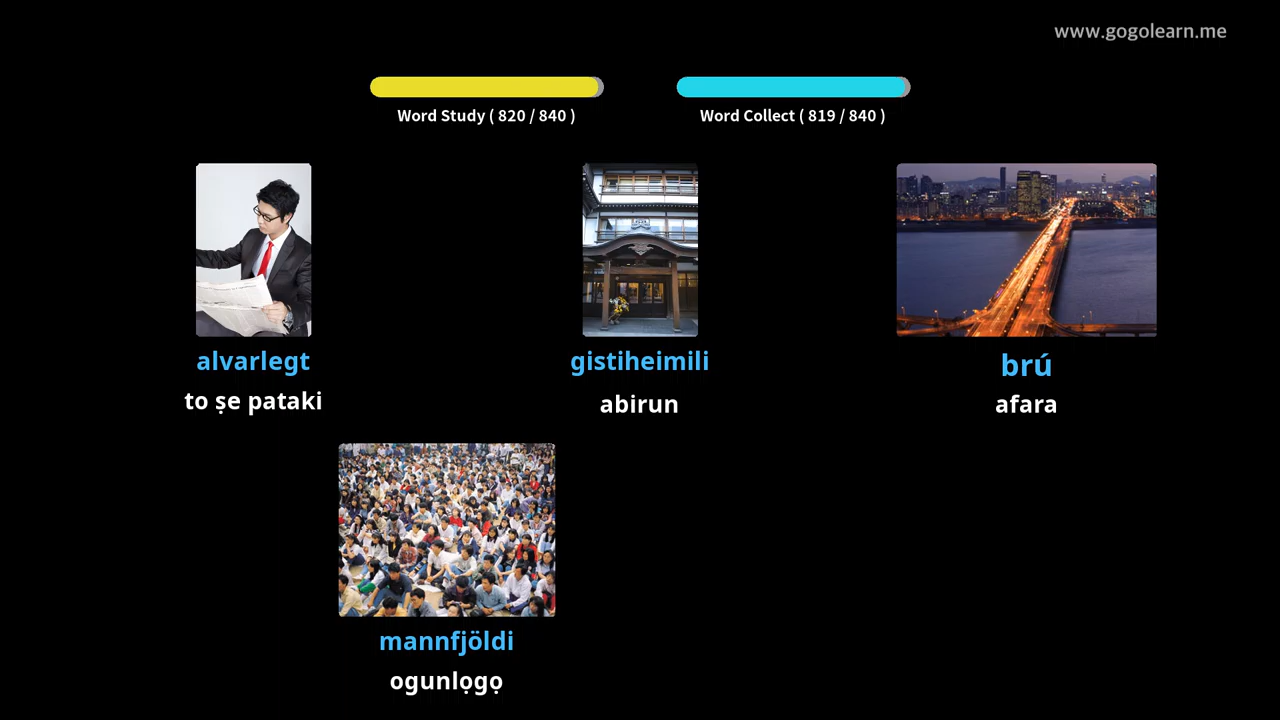 www.gogolearn.me
Word Study ( 820 / 840 )
Word Collect ( 819 / 840 )
alvarlegt
to ṣe pataki
gistiheimili
abirun
brú
afara
mannfjöldi
ogunlọgọ